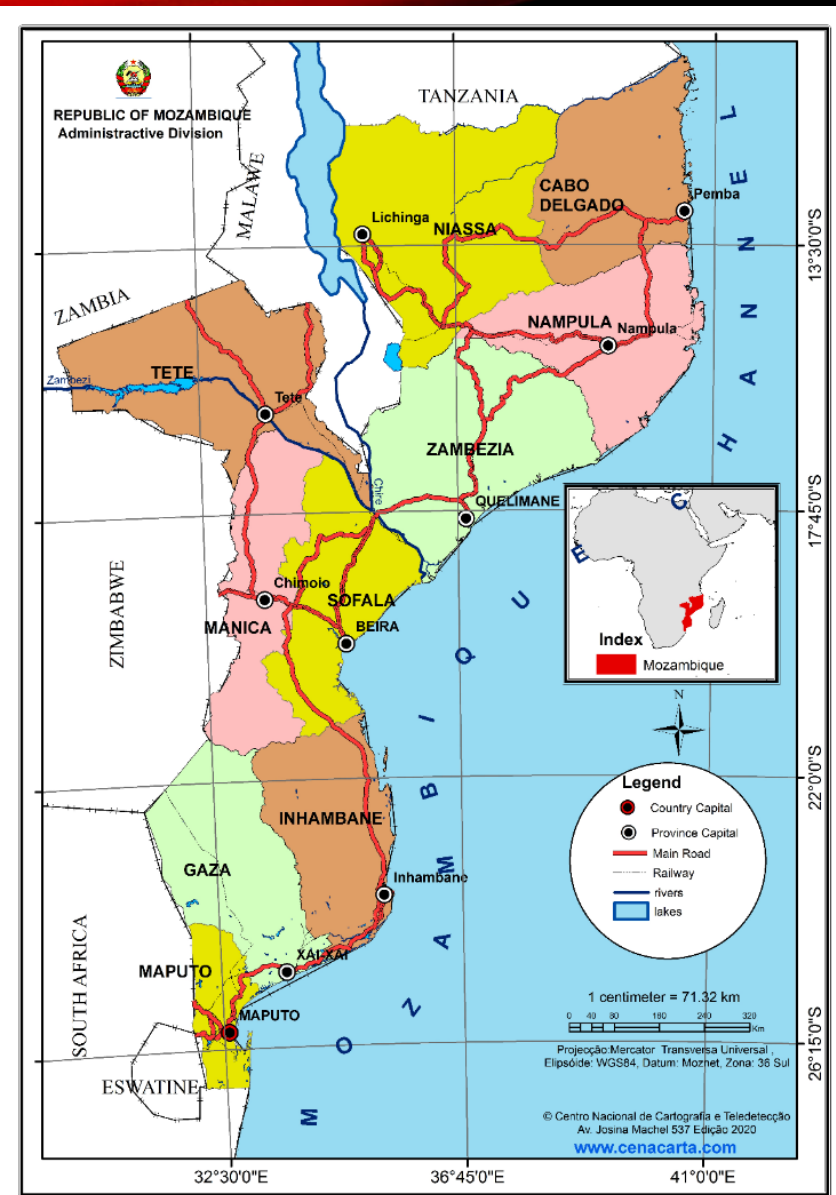 REPUBLIC OF MOZAMBIQUE
Administractive Division
TANZANIA
MALAWE
ZAMBIA
CABO
DELGADO
Pemba
Lichinga
NIASSA
13°30'0"S
NAMPULA
Nampula
TETE
Zambezi
Tete
ZAMBEZIA
Chire
QUELIMANE
17°45'0"S
ZIMBABWE
Chimoio
MANICA
SOFALA
BEIRA
Index
Mozambique
N
22°0'0"S
INHAMBANE
GAZA
Inhambane
Legend
Country Capital
Province Capital
Main Road
Railway
rivers
lakes
SOUTH AFRICA
XAI-XAI
MAPUTO
MAPUTO
ESWATINE
MOZAMBIQUE CHANNEL
26°15'0"S
1 centimeter = 71.32 km
0 40 80 160 240 320
Km
Projecção:Mercator Transversa Universal ,
Elipsóide: WGS84, Datum: Moznet, Zona: 36 Sul
© Centro Nacional de Cartografia e Teledetecção
Av. Josina Machel 537 Edição 2020
www.cenacarta.com
32°30'0"E
36°45'0"E
41°0'0"E